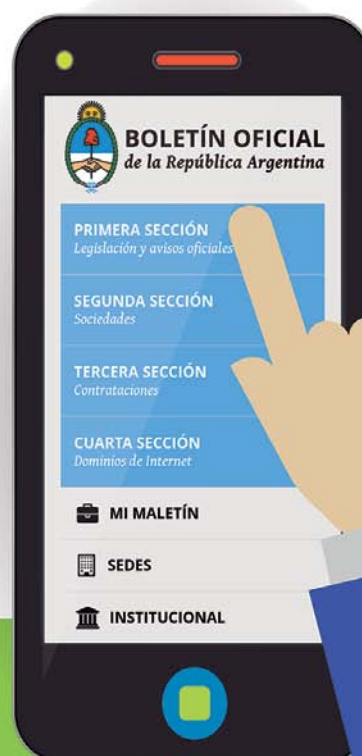 BOLETÍN OFICIAL
de la República Argentina
PRIMERA SECCIÓN
Legislación y avisos oficiales
SEGUNDA SECCIÓN
Sociedades
TERCERA SECCIÓN
Contrataciones
CUARTA SECCIÓN
Dominios de Internet
MI MALETÍN
SEDES
INSTITUCIONAL